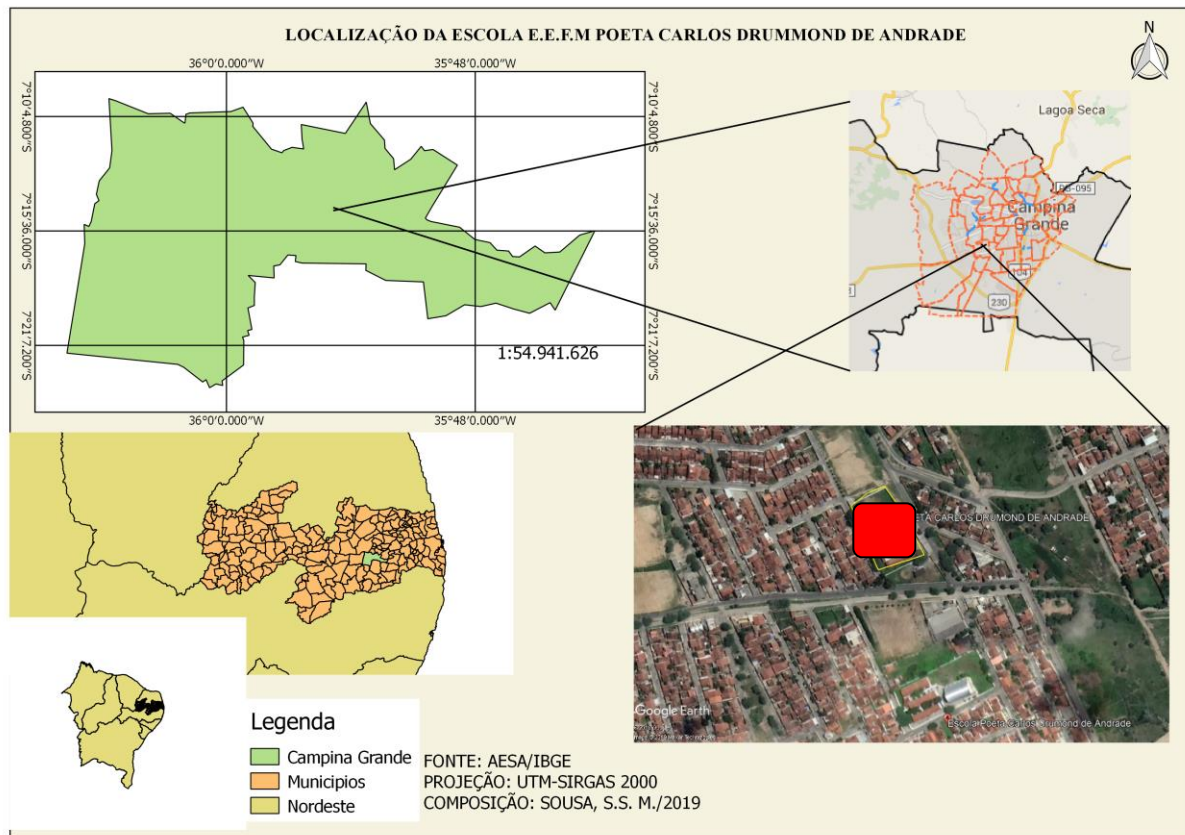 LOCALIZAÇÃO DA ESCOLA E.E.F.M POETA CARLOS DRUMMOND DE ANDRADE
N
36°0'0.000"W
35°48'0.000"W
7°10'4.800"S
7°10'4.800"S
7°15'36.000"S
7°15'36.000"S
7°21'7.200"S
7°21'7.200"S
1:54.941.626
36°0'0.000"W
35°48'0.000"W
Lagoa Seca
Campina
Grande
104
230
CARLOS DRUMOND DE ANDRADE
Google Earth
Escola Poeta Carlos Drumond de Andrade
Legenda
Campina Grande
Municipios
Nordeste
FONTE: AESA/IBGE
PROJEÇÃO: UTM-SIRGAS 2000
COMPOSIÇÃO: SOUSA, S.S. M./2019